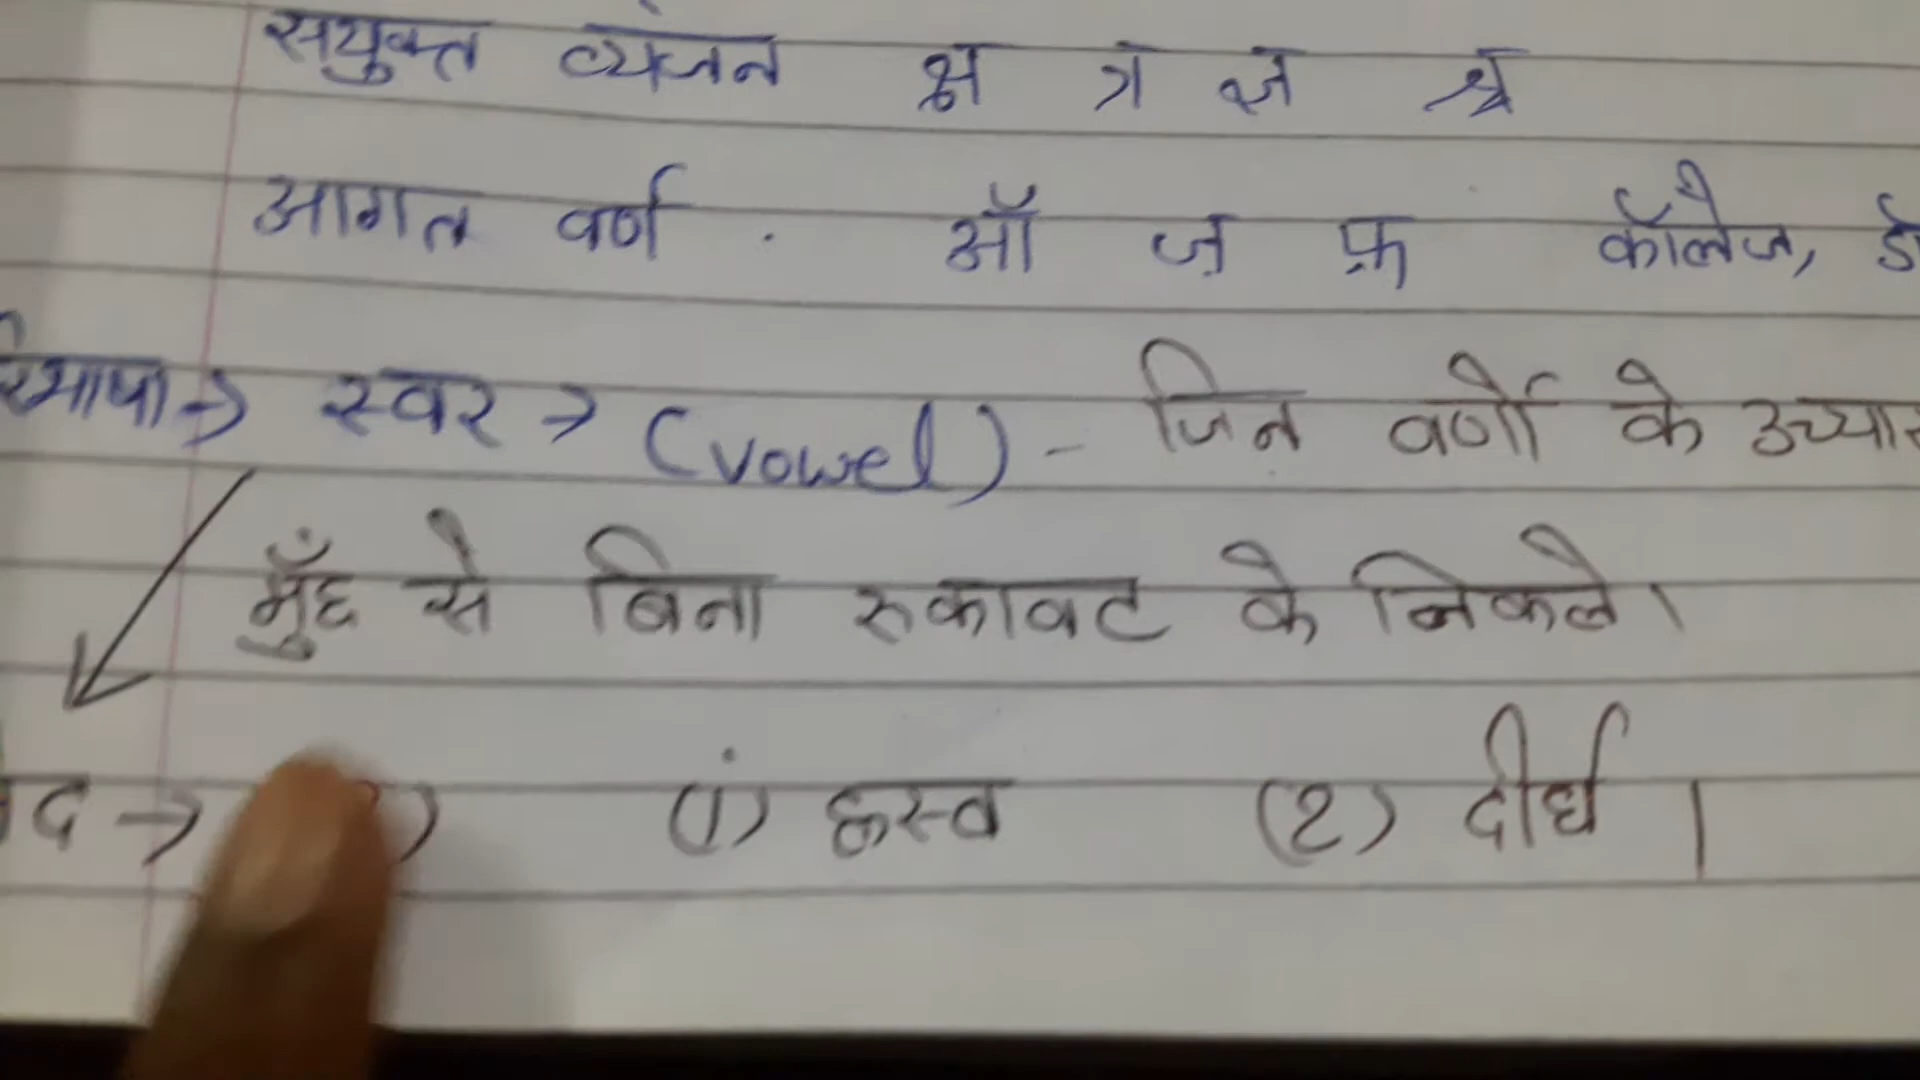 संयुक्त व्यंजन क्ष त्र ज्ञ श्र
आगत वर्ण . ऑ ज़ फ़ कॉलेज,
स्वर → (vowel) - जिन वर्णो के
मुँह से बिना रुकावट के निकले।
(1) ह्रस्व (2) दीर्घ |